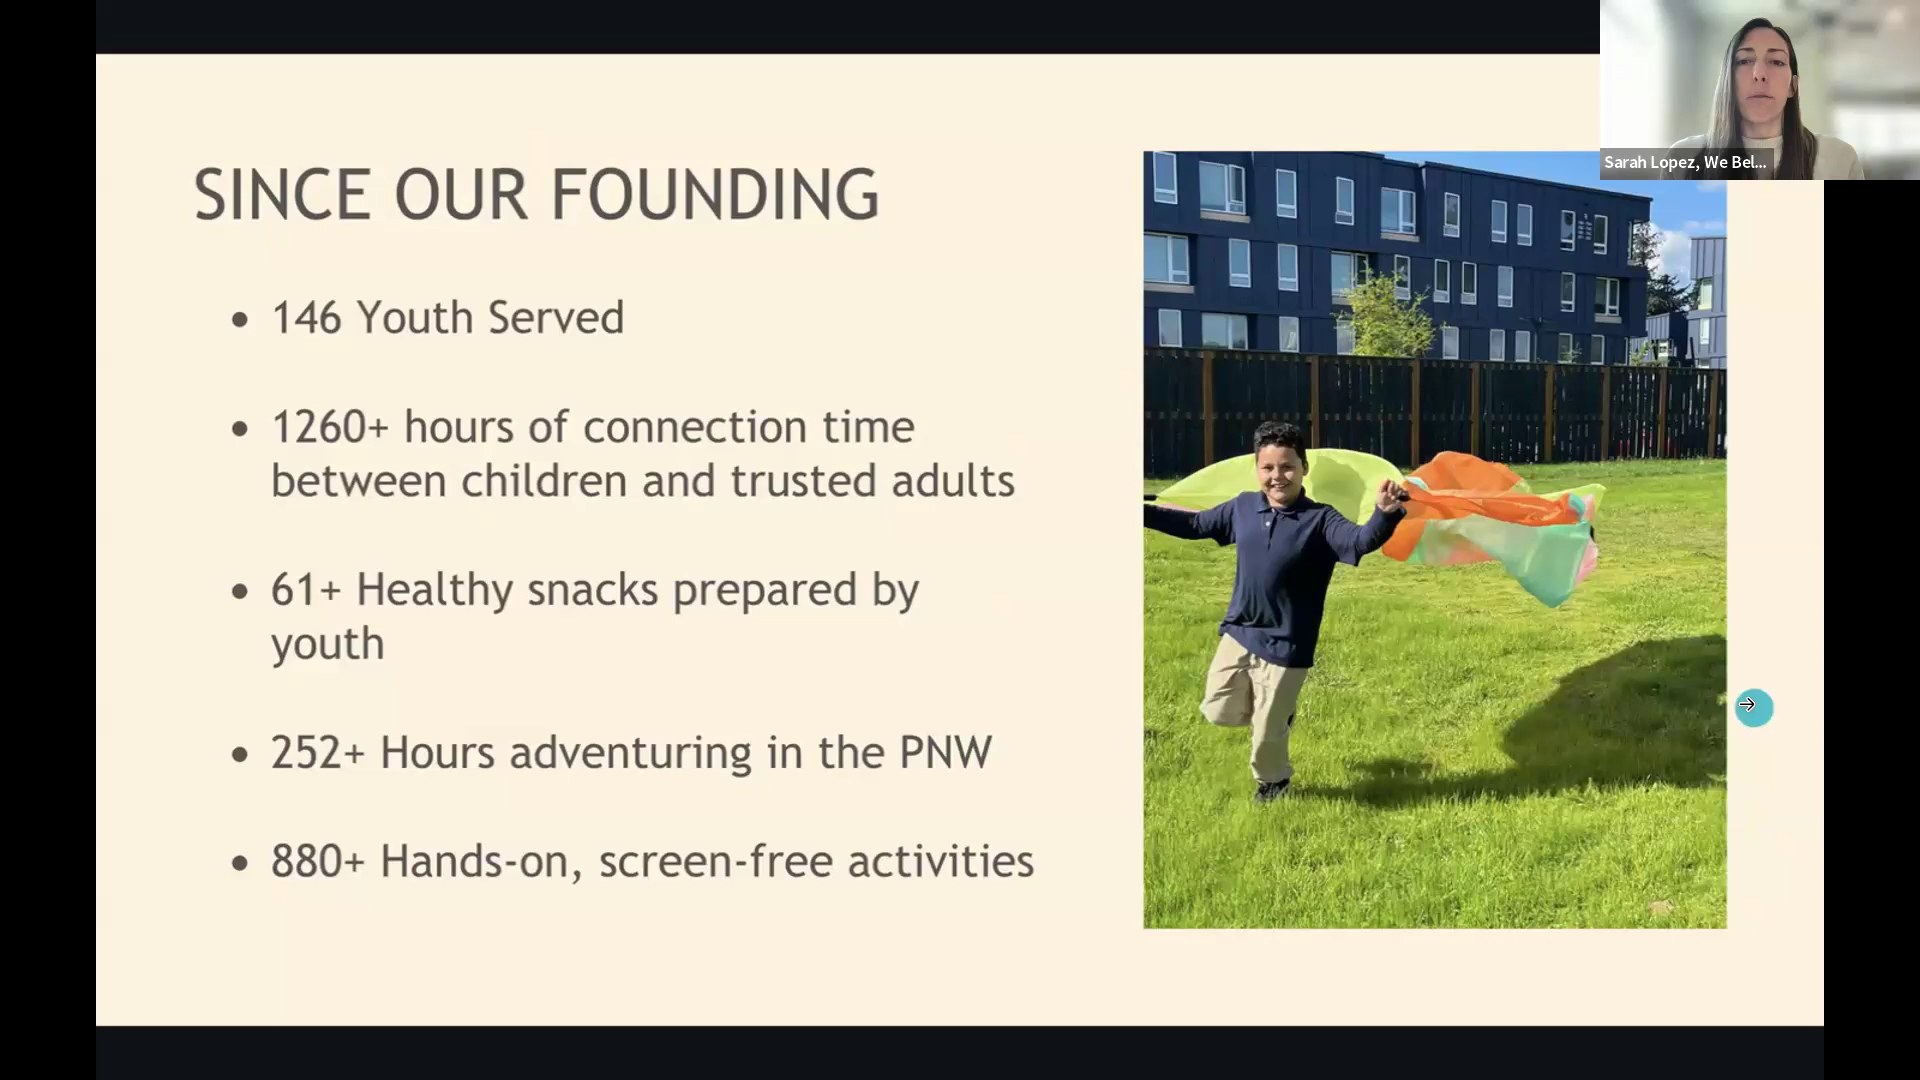 SINCE OUR FOUNDING
• 146 Youth Served
• 1260+ hours of connection time
between children and trusted adults
• 61+ Healthy snacks prepared by
youth
• 252+ Hours adventuring in the PNW
• 880+ Hands-on, screen-free activities
Sarah Lopez, We Bel...